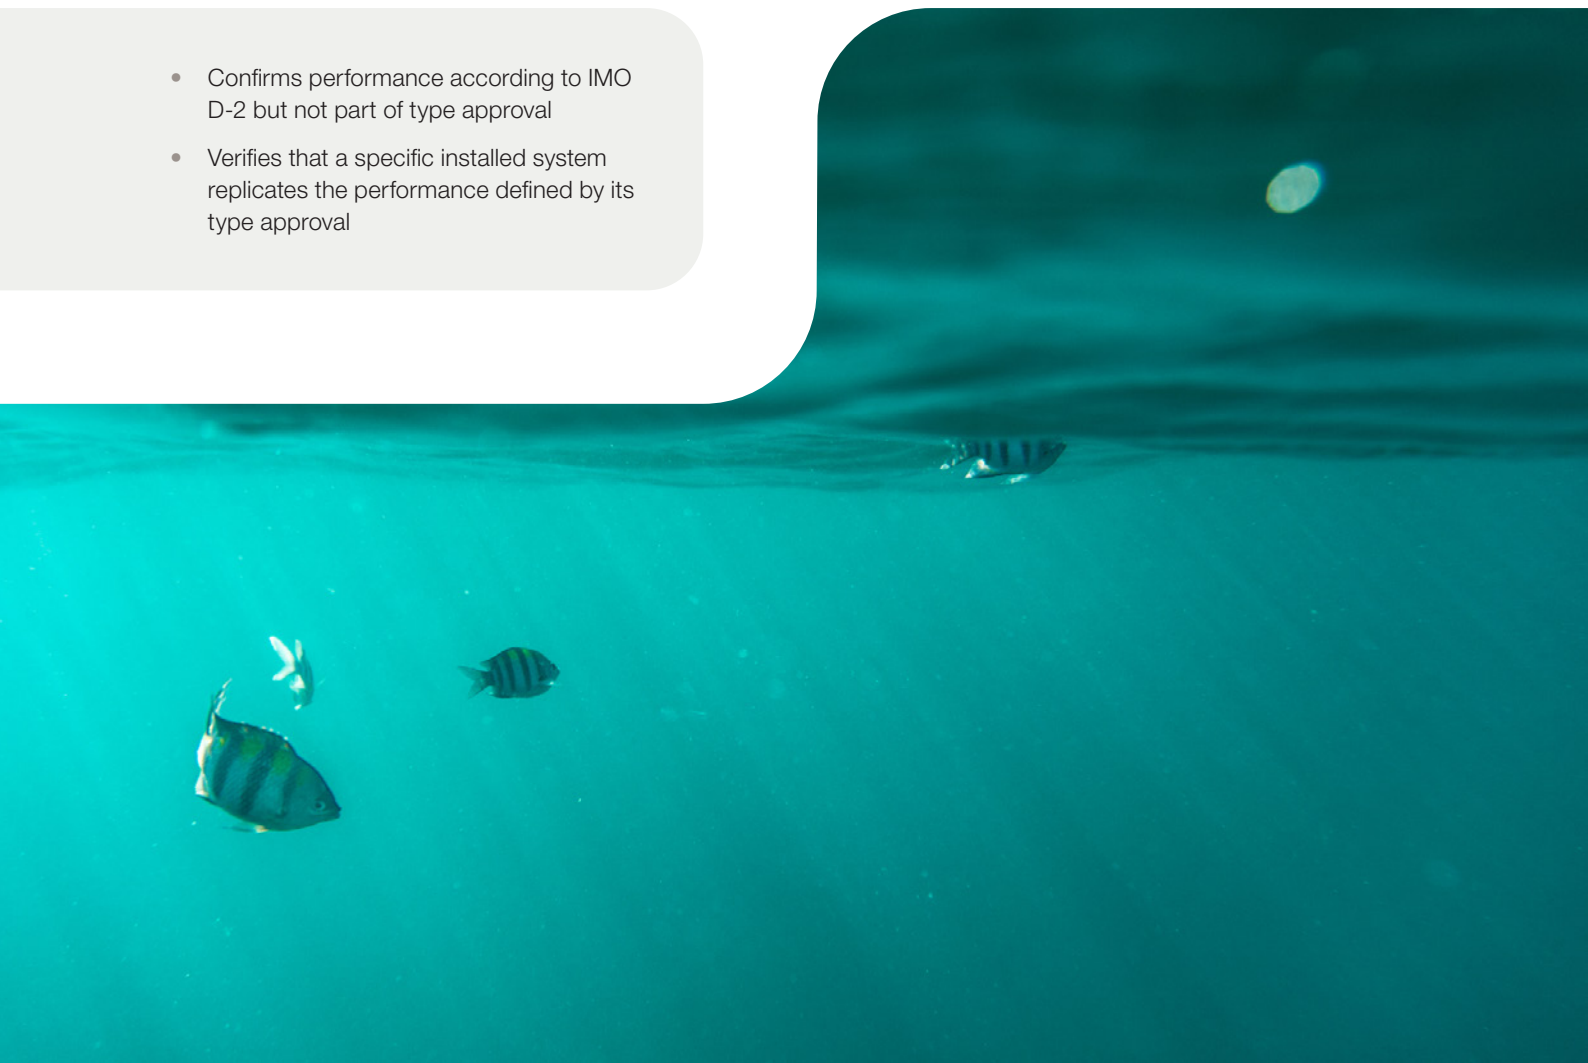 • Confirms performance according to IMO
D-2 but not part of type approval
• Verifies that a specific installed system
replicates the performance defined by its
type approval